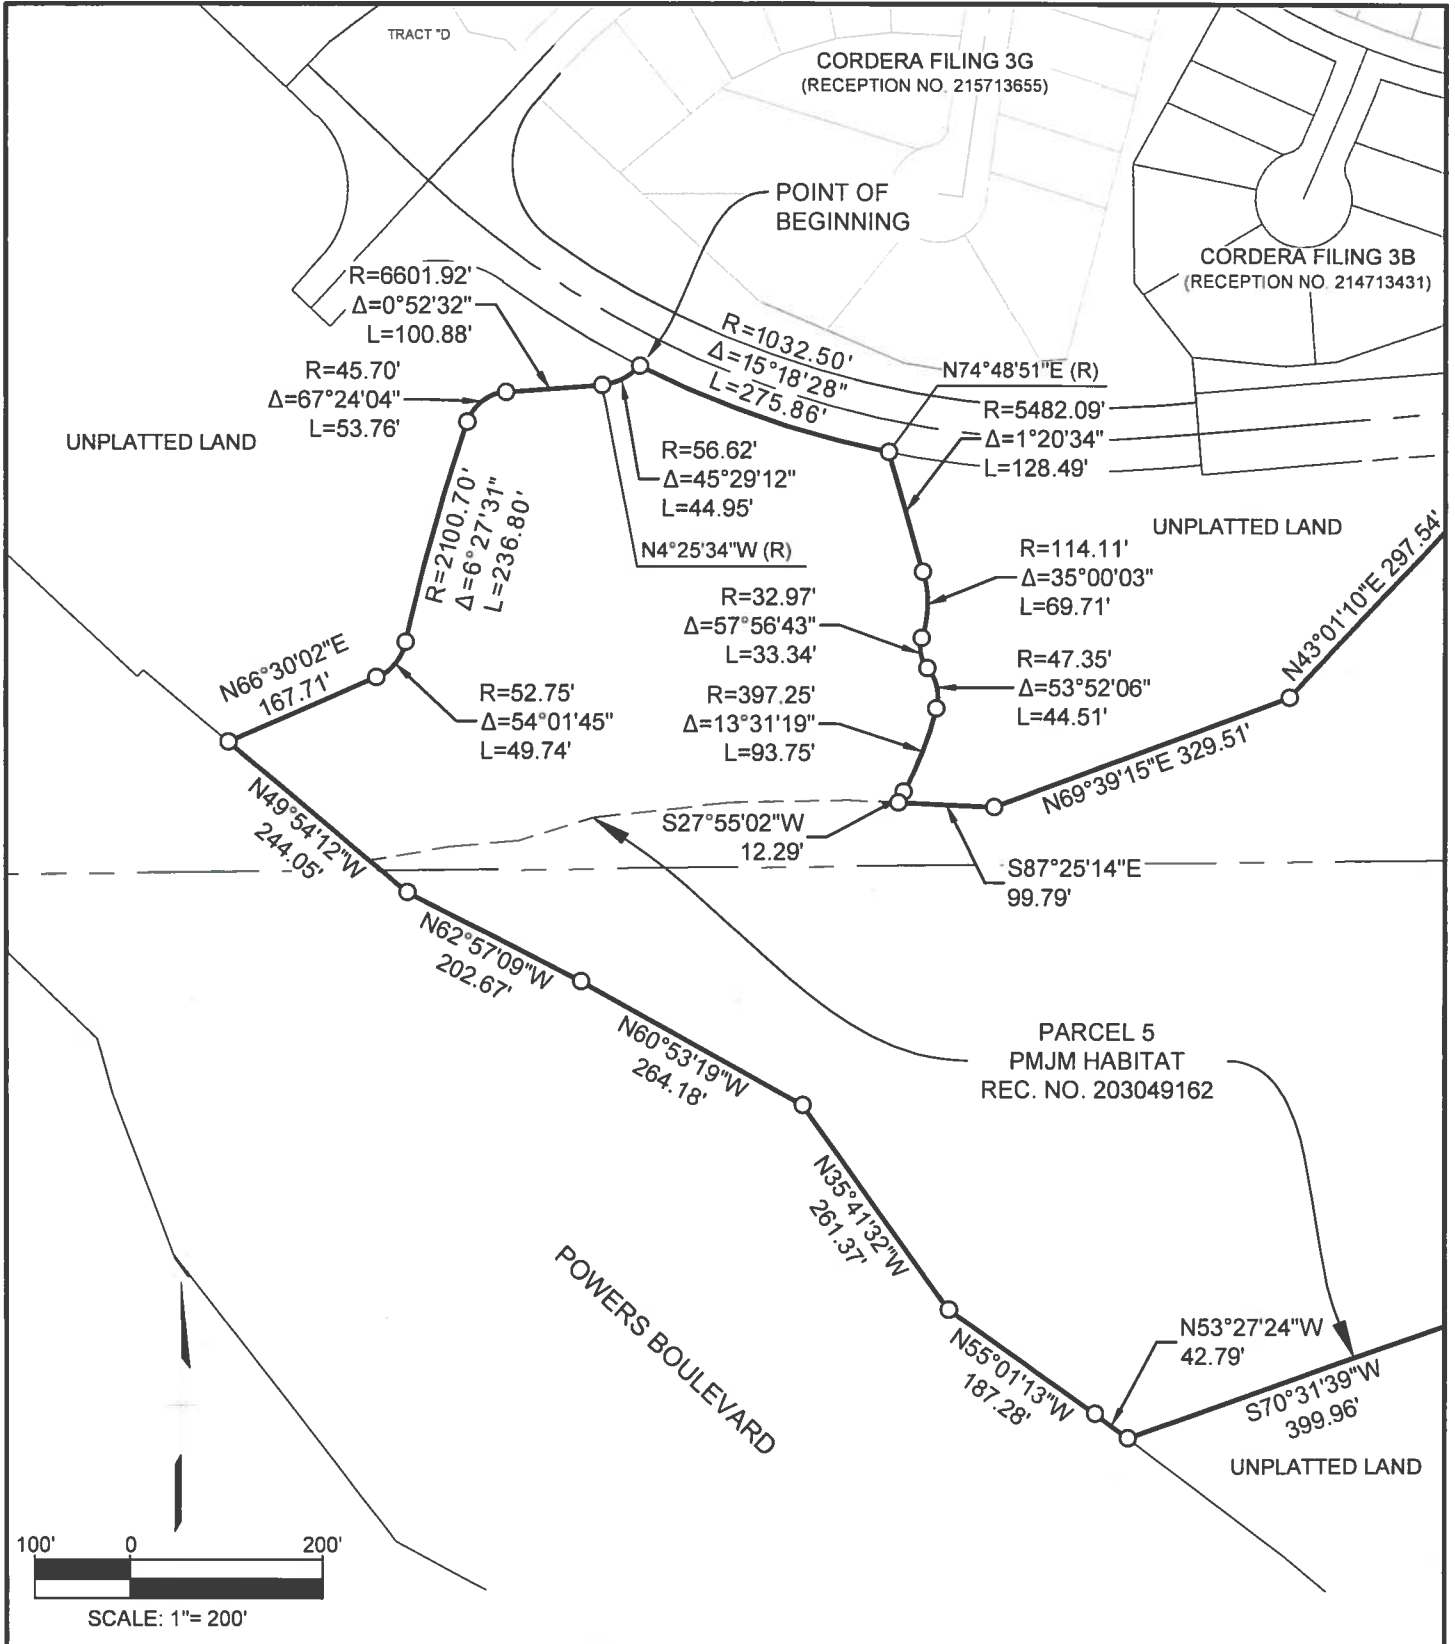 TRACT "D
CORDERA FILING 3G
(RECEPTION NO. 215713655)
POINT OF
BEGINNING
CORDERA FILING 3B
(RECEPTION NO. 214713431)
R=6601.92'
Δ=0°52'32"
L=100.88'
R=1032.50'
Δ=15°18'28"
L=275.86'
N74°48'51"E (R)
R=45.70'
Δ=67°24'04"
L=53.76'
R=5482.09'
Δ=1°20'34"
L=128.49'
UNPLATTED LAND
R=56.62'
Δ=45°29'12"
L=44.95'
R=2100.70'
Δ=6°27'31"
L=236.80'
N4°25'34"W (R)
UNPLATTED LAND
R=114.11'
Δ=35°00'03"
L=69.71'
N43°01'10"E 297.54'
R=32.97'
Δ=57°56'43"
L=33.34'
N66°30'02"E
167.71'
R=47.35'
Δ=53°52'06"
L=44.51'
R=52.75'
Δ=54°01'45"
L=49.74'
R=397.25'
Δ=13°31'19"
L=93.75'
N69°39'15"E 329.51'
N49°54'12"W
244.05'
S27°55'02"W
12.29'
S87°25'14"E
99.79'
N62°57'09"W
202.67'
N60°53'19"W
264.18'
PARCEL 5
PMJM HABITAT
REC. NO. 203049162
N35°41'32"W
261.37'
POWERS BOULEVARD
N55°01'13"W
187.28'
N53°27'24"W
42.79'
S70°31'39"W
399.96'
UNPLATTED LAND
100' 0 200'
SCALE: 1"= 200'